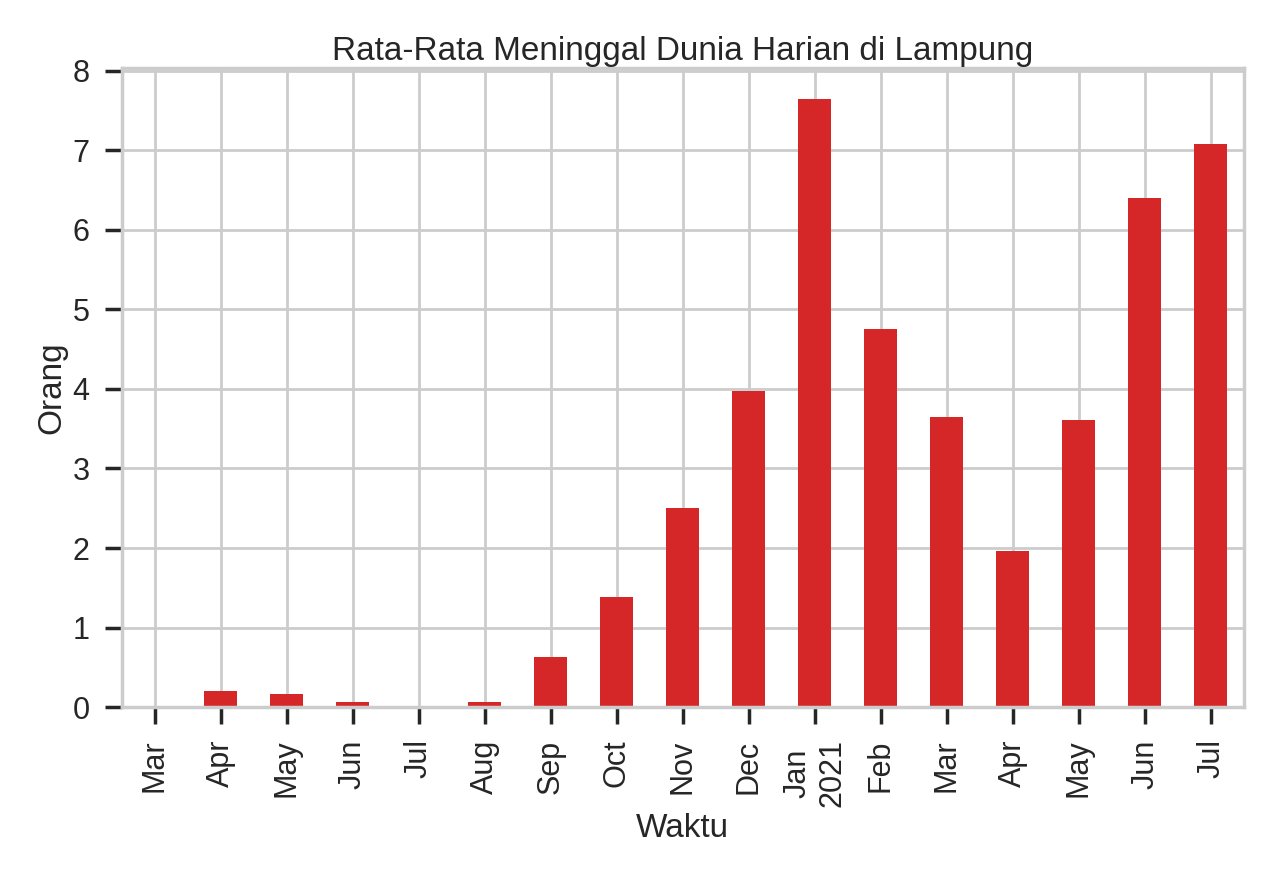 Rata-Rata Meninggal Dunia Harian di Lampung
8
7
6
5
4
3
2
1
0
Orang
Mar
Apr
May
Jun
Jul
Aug
Sep
Oct
Nov
Dec
Jan
2021
Feb
Mar
Apr
May
Jun
Jul
Waktu